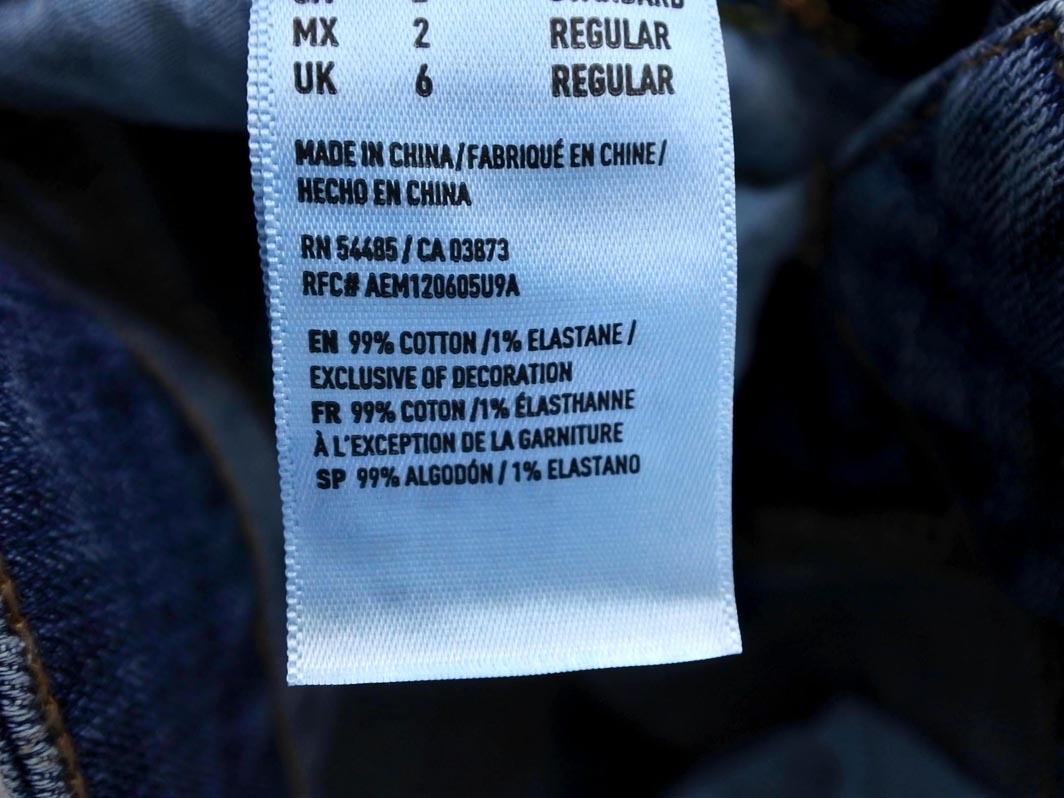 MX 2 REGULAR
UK 6 REGULAR
MADE IN CHINA/FABRIQUÉ EN CHINE/
HECHO EN CHINA
RN 54485 / CA 03873
RFC# AEM120605U9A
EN 99% COTTON /1% ELASTANE /
EXCLUSIVE OF DECORATION
FR 99% COTON /1% ÉLASTHANNE
À L'EXCEPTION DE LA GARNITURE
SP 99% ALGODÓN / 1% ELASTANO